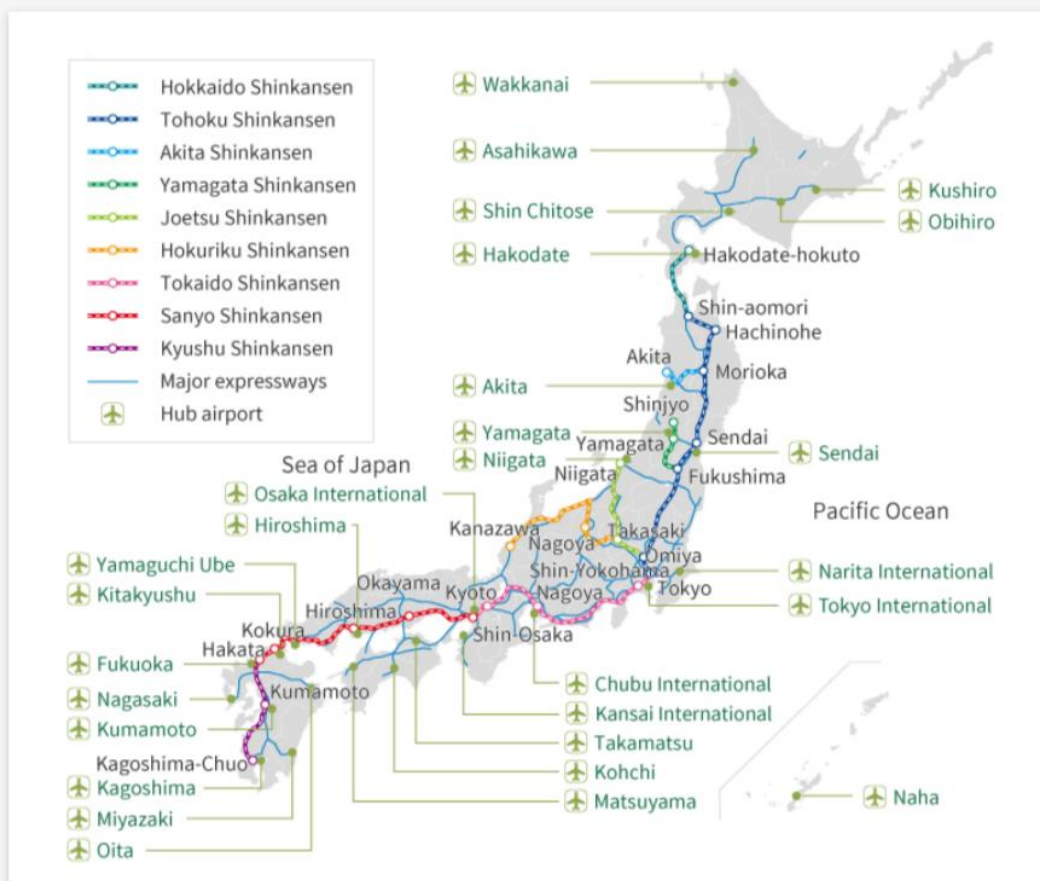 Hokkaido Shinkansen
Tohoku Shinkansen
Akita Shinkansen
Yamagata Shinkansen
Joetsu Shinkansen
Hokuriku Shinkansen
Tokaido Shinkansen
Sanyo Shinkansen
Kyushu Shinkansen
Major expressways
Hub airport
Wakkanai
Asahikawa
Kushiro
Shin Chitose
Obihiro
Hakodate
Hakodate-hokuto
Shin-aomori
Hachinohe
Akita
Morioka
Akita
Shinjyo
Yamagata
Yamagata
Sendai
Sendai
Niigata
Niigata
Fukushima
Sea of Japan
Osaka International
Pacific Ocean
Hiroshima
Kanazawa
Takasaki
Nagoya
Omiya
Yamaguchi Ube
Shin-Yokohama
Narita International
Okayama
Kyoto
Nagoya
Tokyo
Kitakyushu
Tokyo International
Hiroshima
Kokura
Shin-Osaka
Hakata
Fukuoka
Chubu International
Kumamoto
Nagasaki
Kansai International
Kumamoto
Takamatsu
Kagoshima-Chuo
Kohchi
Kagoshima
Matsuyama
Naha
Miyazaki
Oita